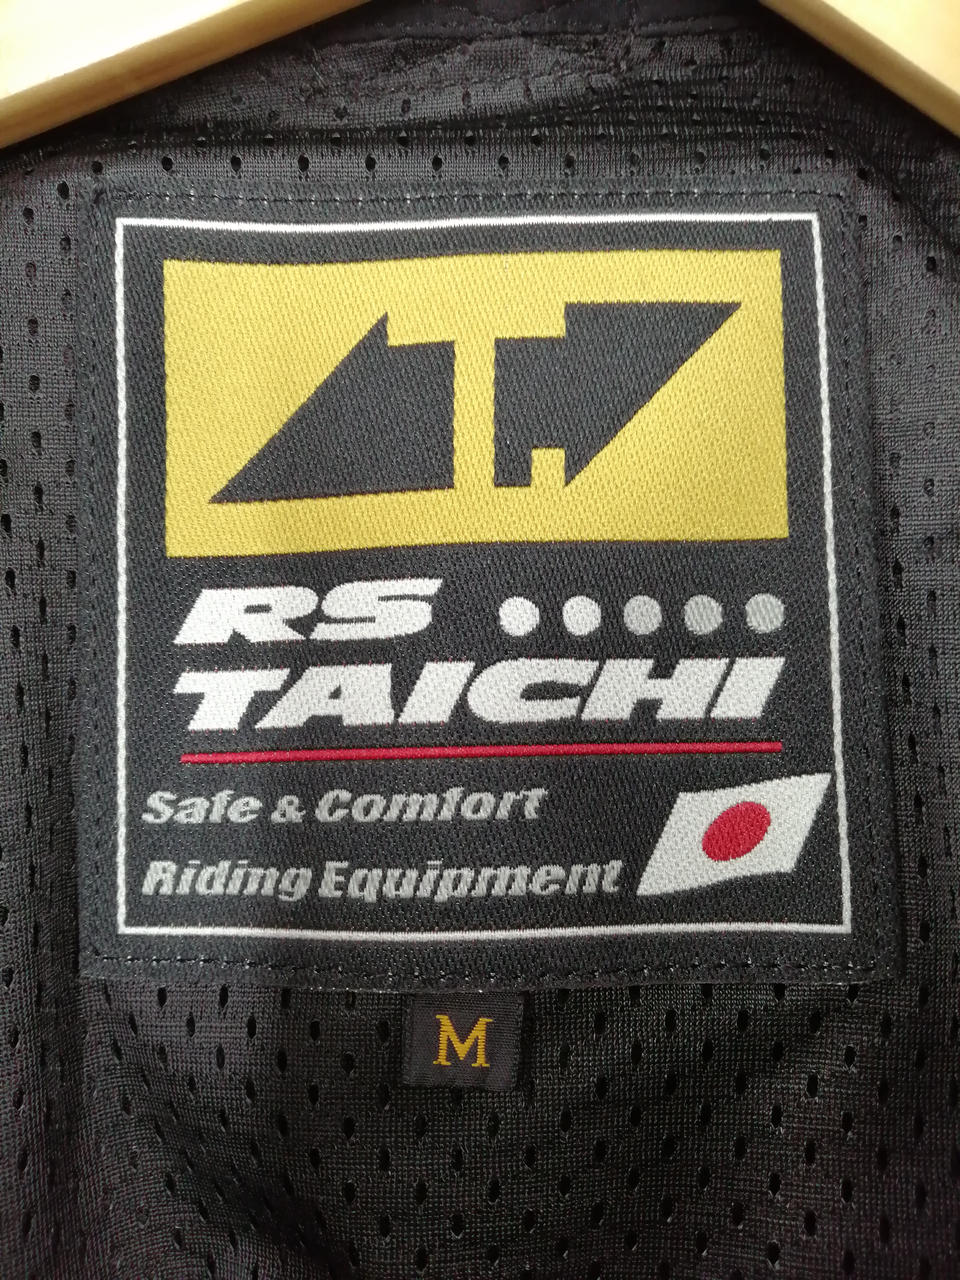 RS
TAICHI
Safe & Comfort
Riding Equipment
M